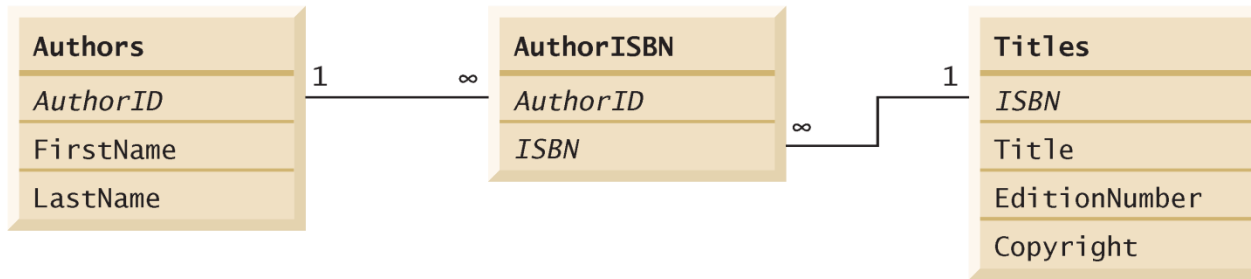 Authors
AuthorID
FirstName
LastName
1
∞
AuthorISBN
AuthorID
ISBN
∞
1
Titles
ISBN
Title
EditionNumber
Copyright